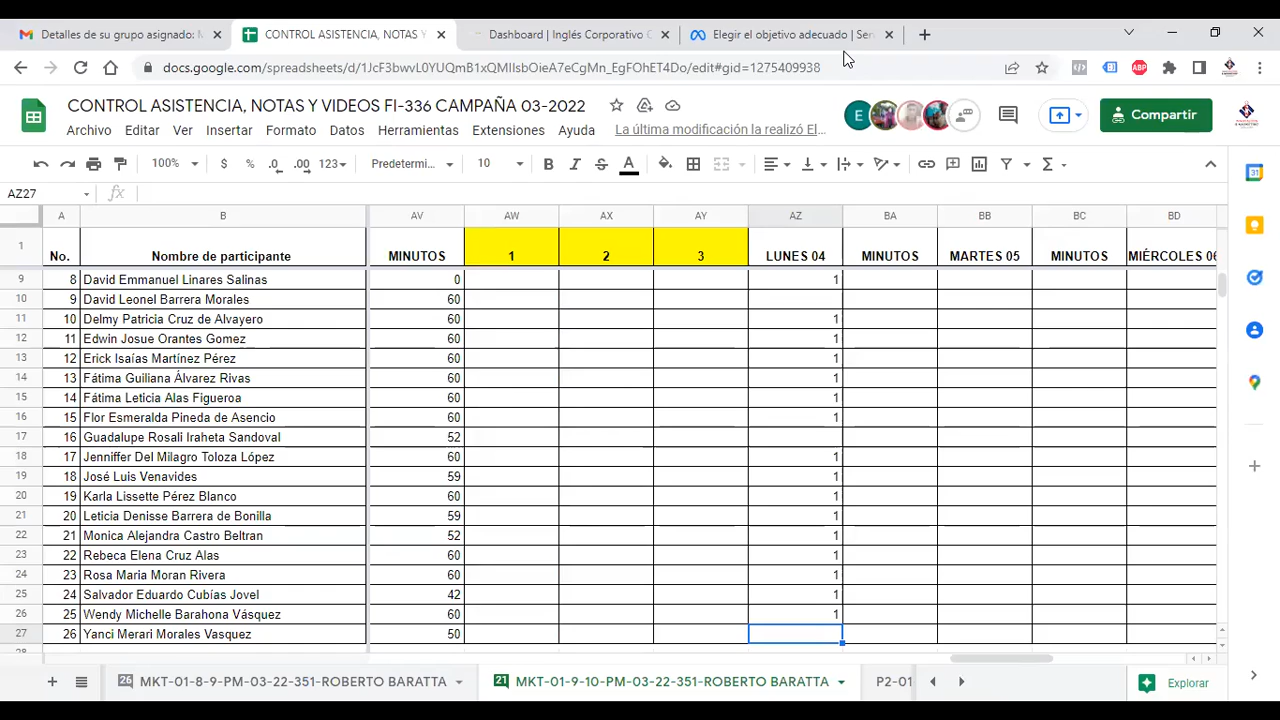 Detalles de su grupo asignado: M
CONTROL ASISTENCIA, NOTAS Y
Dashboard | Inglés Corporativo
Elegir el objetivo adecuado | Ser
docs.google.com/spreadsheets/d/1JcF3bwvL0YUQmB1xQMIlsbOieA7eCgMn_EgFOhET4Do/edit#gid=1275409938
ABP
CONTROL ASISTENCIA, NOTAS Y VIDEOS FI-336 CAMPAÑA 03-2022
E
Compartir
Archivo Editar Ver Insertar Formato Datos Herramientas Extensiones Ayuda La última modificación la realizó El...
100% $ % .0 .00 123 Predetermi... 10 B I S A
31
AZ27 fx
A B AV AW AX AY AZ BA BB BC BD
1 No. Nombre de participante MINUTOS 1 2 3 LUNES 04 MINUTOS MARTES 05 MINUTOS MIÉRCOLES 06
9 8 David Emmanuel Linares Salinas 0 1
10 9 David Leonel Barrera Morales 60
11 10 Delmy Patricia Cruz de Alvayero 60 1
12 11 Edwin Josue Orantes Gomez 60 1
13 12 Erick Isaías Martínez Pérez 60 1
14 13 Fátima Guiliana Álvarez Rivas 60 1
15 14 Fátima Leticia Alas Figueroa 60 1
16 15 Flor Esmeralda Pineda de Asencio 60 1
17 16 Guadalupe Rosali Iraheta Sandoval 52
18 17 Jenniffer Del Milagro Toloza López 60 1
19 18 José Luis Venavides 59 1
20 19 Karla Lissette Pérez Blanco 60 1
21 20 Leticia Denisse Barrera de Bonilla 59 1
22 21 Monica Alejandra Castro Beltran 52 1
23 22 Rebeca Elena Cruz Alas 60 1
24 23 Rosa Maria Moran Rivera 60 1
25 24 Salvador Eduardo Cubías Jovel 42 1
26 25 Wendy Michelle Barahona Vásquez 60 1
27 26 Yanci Merari Morales Vasquez 50
28
26 MKT-01-8-9-PM-03-22-351-ROBERTO BARATTA
21 MKT-01-9-10-PM-03-22-351-ROBERTO BARATTA
P2-01
Explorar